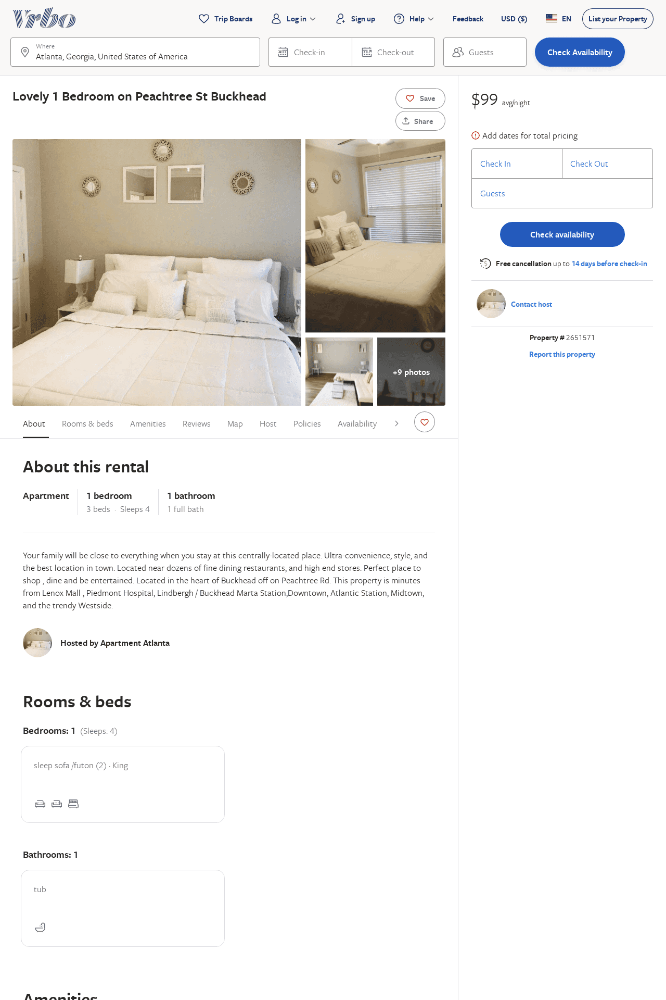 Vrbo
Trip Boards
Log in
Sign up
Help
Feedback
USD ($)
EN
List your Property
Where
Atlanta, Georgia, United States of America
Check-in
Check-out
Guests
Check Availability
Lovely 1 Bedroom on Peachtree St Buckhead
Save
Share
+9 photos
About
Rooms & beds
Amenities
Reviews
Map
Host
Policies
Availability
$99 avg/night
Add dates for total pricing
Check In
Check Out
Guests
Check availability
Free cancellation up to 14 days before check-in
Contact host
Property # 2651571
Report this property
About this rental
Apartment
1 bedroom
3 beds · Sleeps 4
1 bathroom
1 full bath
Your family will be close to everything when you stay at this centrally-located place. Ultra-convenience, style, and
the best location in town. Located near dozens of fine dining restaurants, and high end stores. Perfect place to
shop , dine and be entertained. Located in the heart of Buckhead off on Peachtree Rd. This property is minutes
from Lenox Mall , Piedmont Hospital, Lindbergh / Buckhead Marta Station,Downtown, Atlantic Station, Midtown,
and the trendy Westside.
Hosted by Apartment Atlanta
Rooms & beds
Bedrooms: 1 (Sleeps: 4)
sleep sofa /futon (2) · King
Bathrooms: 1
tub
Amenities